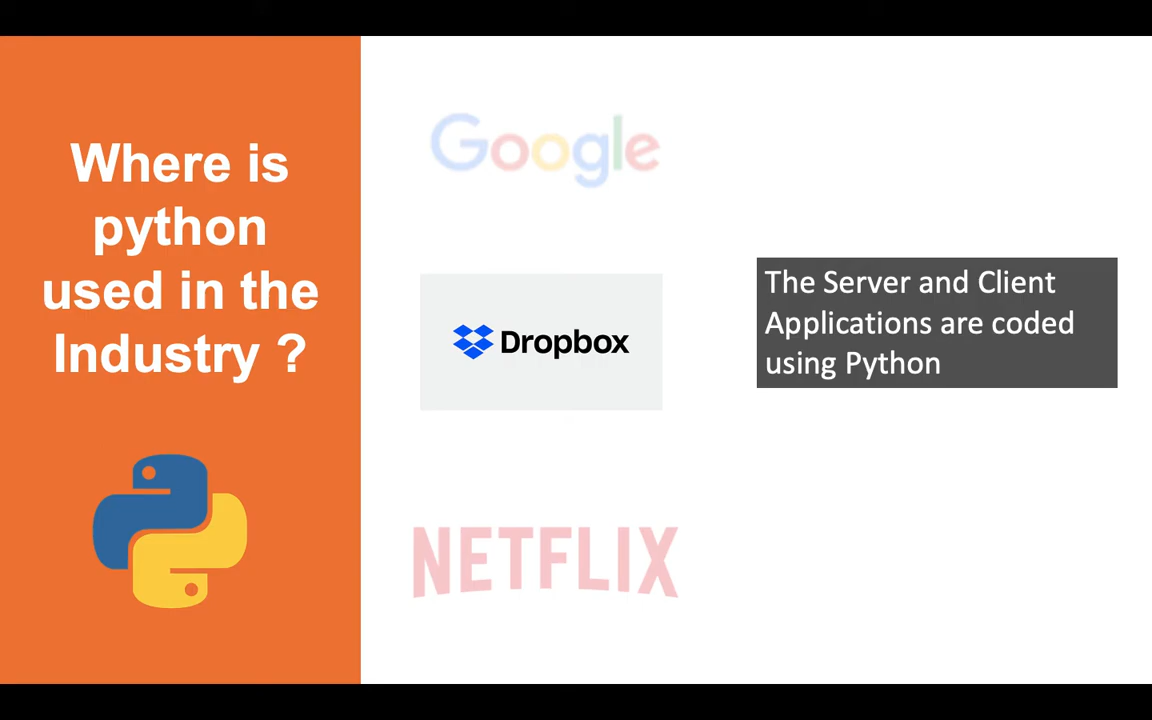 Where is
python
used in the
Industry ?
Google
Dropbox
The Server and Client
Applications are coded
using Python
NETFLIX